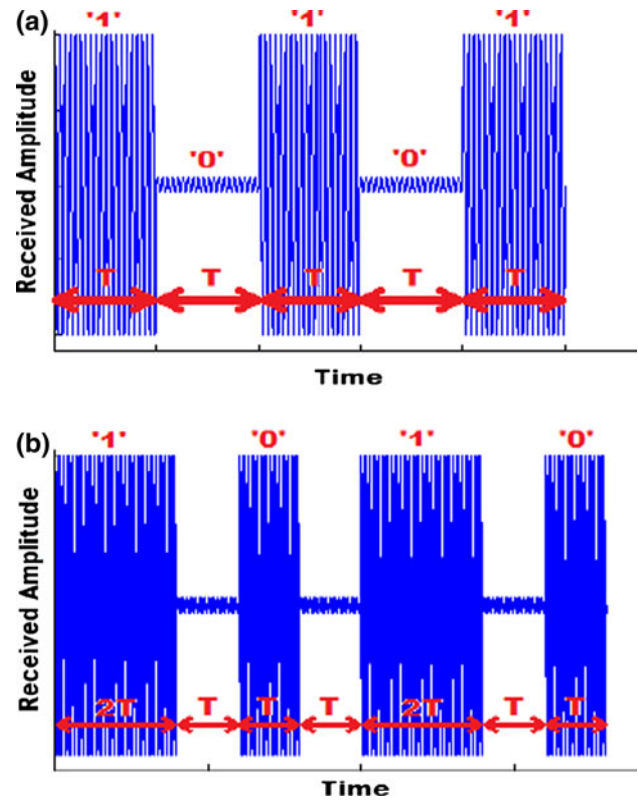 (a) '1' '1' '1'
'0' '0'
Received Amplitude
T T T T T
Time
(b) '1' '0' '1' '0'
Received Amplitude
2T T T T 2T T T
Time